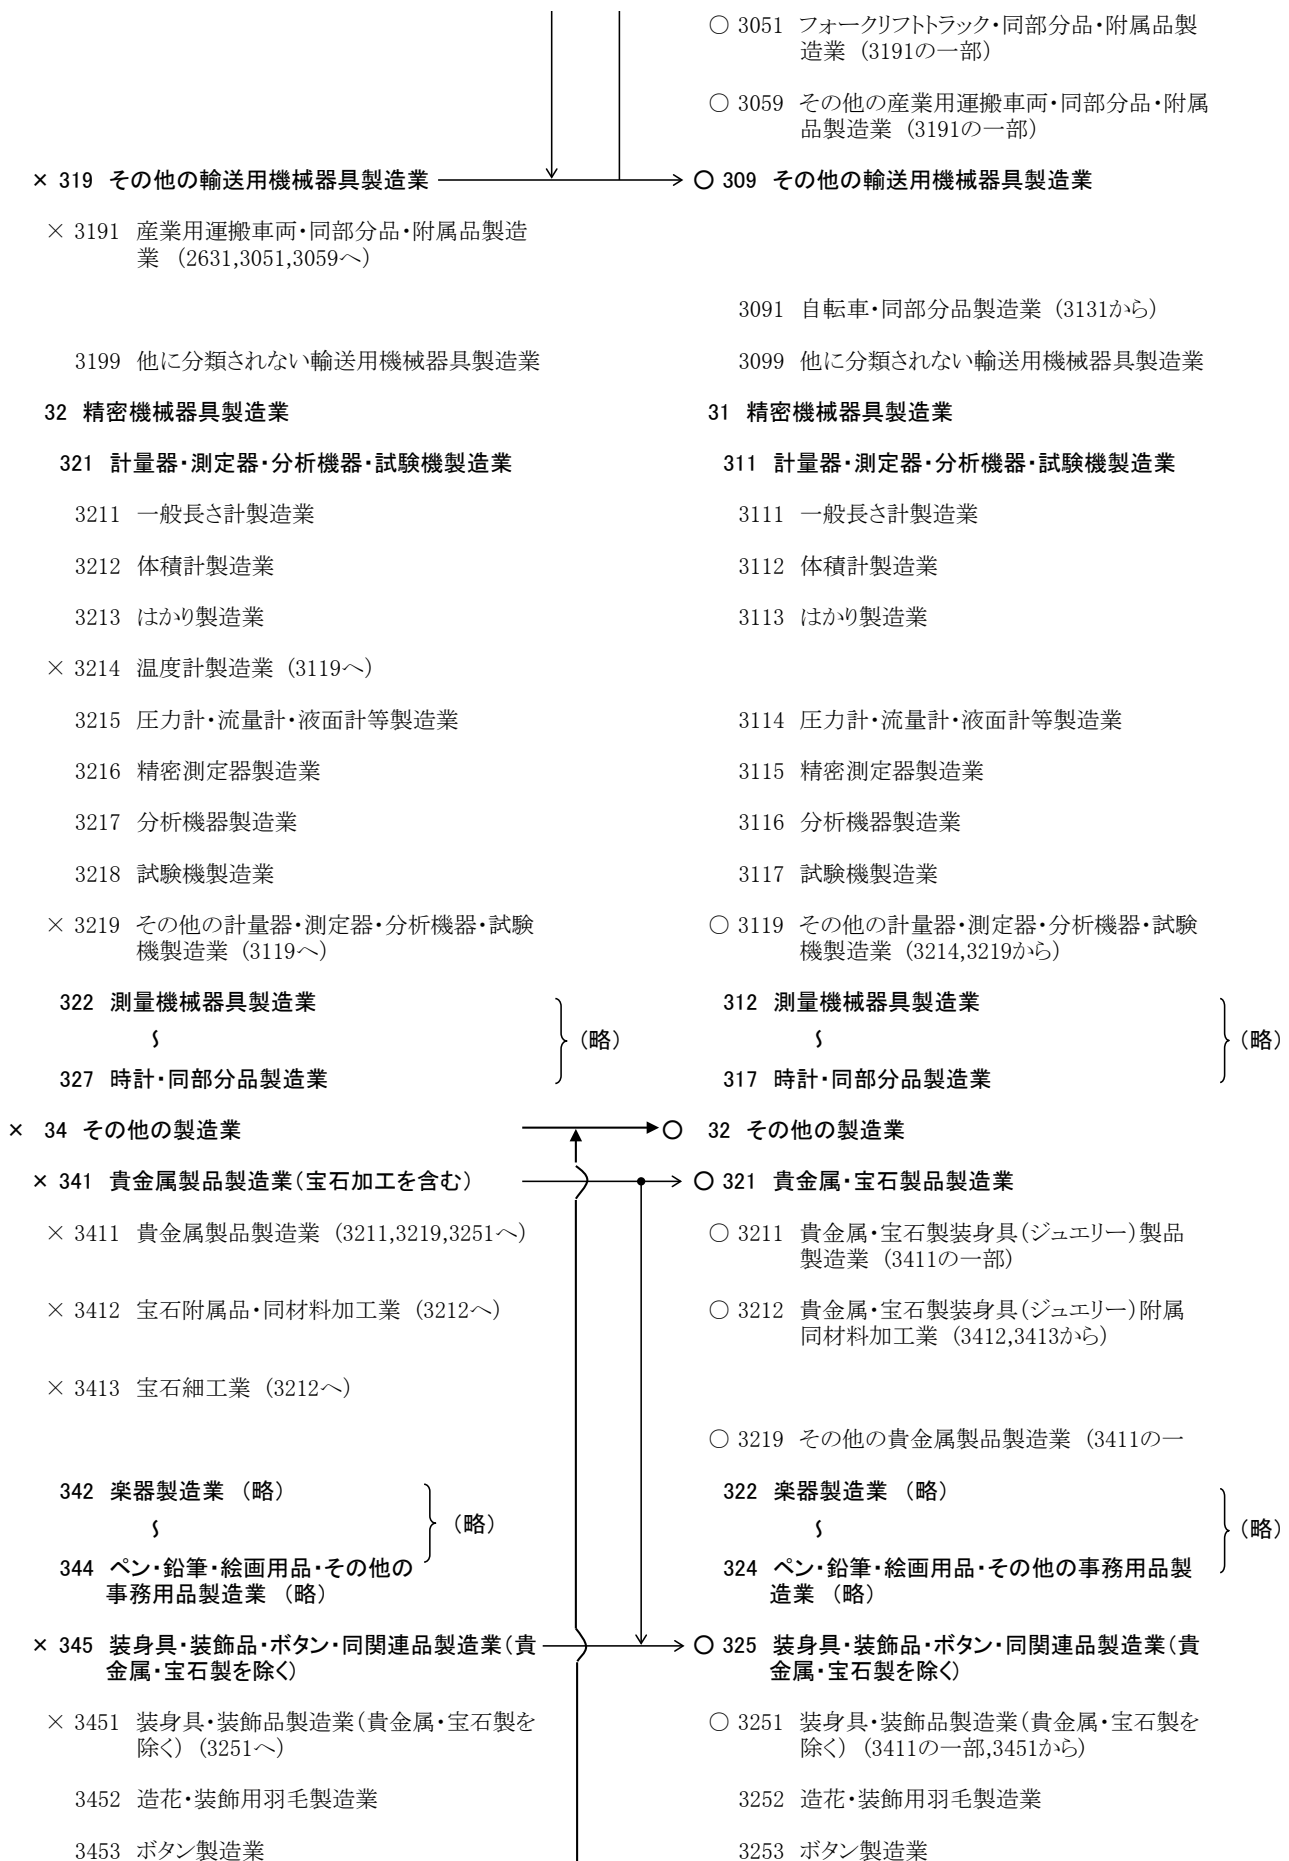 ○ 3051 フォークリフトトラック・同部分品・附属品製
造業 (3191の一部)
○ 3059 その他の産業用運搬車両・同部分品・附属
品製造業 (3191の一部)
× 319 その他の輸送用機械器具製造業
○ 309 その他の輸送用機械器具製造業
× 3191 産業用運搬車両・同部分品・附属品製造
業 (2631,3051,3059へ)
3091 自転車・同部分品製造業 (3131から)
3199 他に分類されない輸送用機械器具製造業
3099 他に分類されない輸送用機械器具製造業
32 精密機械器具製造業
31 精密機械器具製造業
321 計量器・測定器・分析機器・試験機製造業
311 計量器・測定器・分析機器・試験機製造業
3211 一般長さ計製造業
3111 一般長さ計製造業
3212 体積計製造業
3112 体積計製造業
3213 はかり製造業
3113 はかり製造業
× 3214 温度計製造業 (3119へ)
3215 圧力計・流量計・液面計等製造業
3114 圧力計・流量計・液面計等製造業
3216 精密測定器製造業
3115 精密測定器製造業
3217 分析機器製造業
3116 分析機器製造業
3218 試験機製造業
3117 試験機製造業
× 3219 その他の計量器・測定器・分析機器・試験
機製造業 (3119へ)
○ 3119 その他の計量器・測定器・分析機器・試験
機製造業 (3214,3219から)
322 測量機械器具製造業
312 測量機械器具製造業
∽ (略)
∽ (略)
327 時計・同部分品製造業
317 時計・同部分品製造業
× 34 その他の製造業
○ 32 その他の製造業
× 341 貴金属製品製造業(宝石加工を含む)
○ 321 貴金属・宝石製品製造業
× 3411 貴金属製品製造業 (3211,3219,3251へ)
○ 3211 貴金属・宝石製装身具(ジュエリー)製品
製造業 (3411の一部)
× 3412 宝石附属品・同材料加工業 (3212へ)
○ 3212 貴金属・宝石製装身具(ジュエリー)附属
同材料加工業 (3412,3413から)
× 3413 宝石細工業 (3212へ)
○ 3219 その他の貴金属製品製造業 (3411の一
342 楽器製造業 (略)
322 楽器製造業 (略)
∽ (略)
∽ (略)
344 ペン・鉛筆・絵画用品・その他の
事務用品製造業 (略)
324 ペン・鉛筆・絵画用品・その他の事務用品製
造業 (略)
× 345 装身具・装飾品・ボタン・同関連品製造業(貴
金属・宝石製を除く)
○ 325 装身具・装飾品・ボタン・同関連品製造業(貴
金属・宝石製を除く)
× 3451 装身具・装飾品製造業(貴金属・宝石製を
除く) (3251へ)
○ 3251 装身具・装飾品製造業(貴金属・宝石製を
除く) (3411の一部,3451から)
3452 造花・装飾用羽毛製造業
3252 造花・装飾用羽毛製造業
3453 ボタン製造業
3253 ボタン製造業